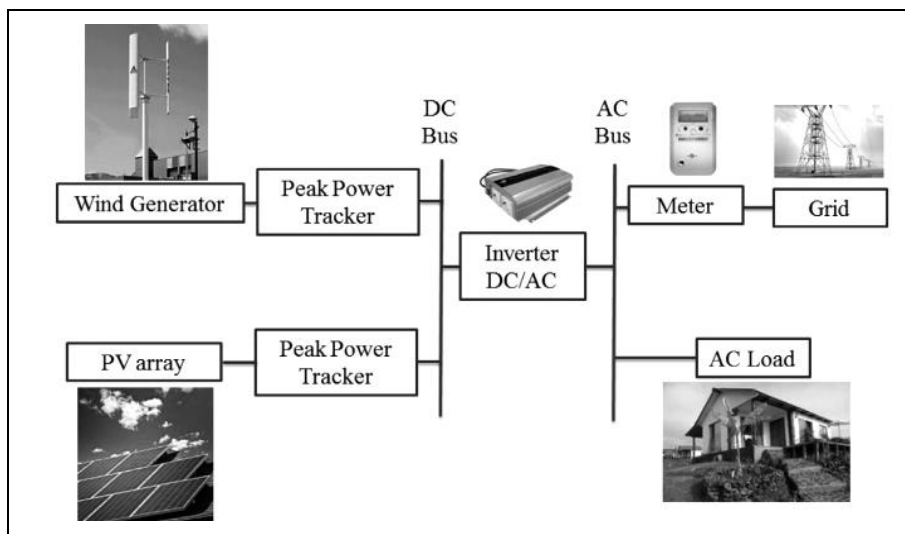 DC
Bus
AC
Bus
Wind Generator
Peak Power
Tracker
Meter
Grid
Inverter
DC/AC
PV array
Peak Power
Tracker
AC Load